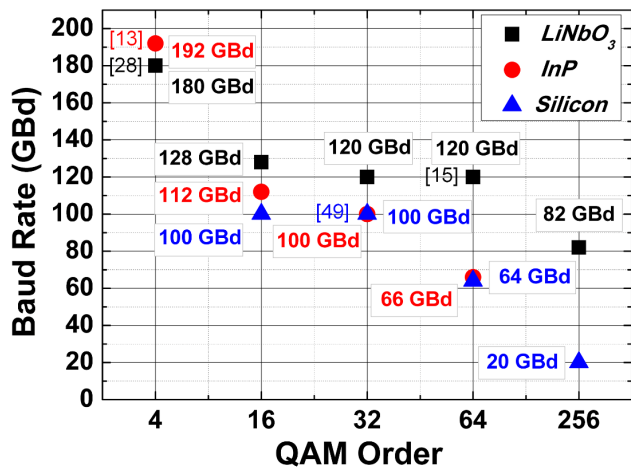 200
180
160
140
120
100
80
60
40
20
0
Baud Rate (GBd)
4
16
32
64
256
QAM Order
LiNbO₃
InP
Silicon
[13]
192 GBd
[28]
180 GBd
128 GBd
112 GBd
100 GBd
120 GBd
[49]
100 GBd
100 GBd
120 GBd
[15]
66 GBd
64 GBd
82 GBd
20 GBd